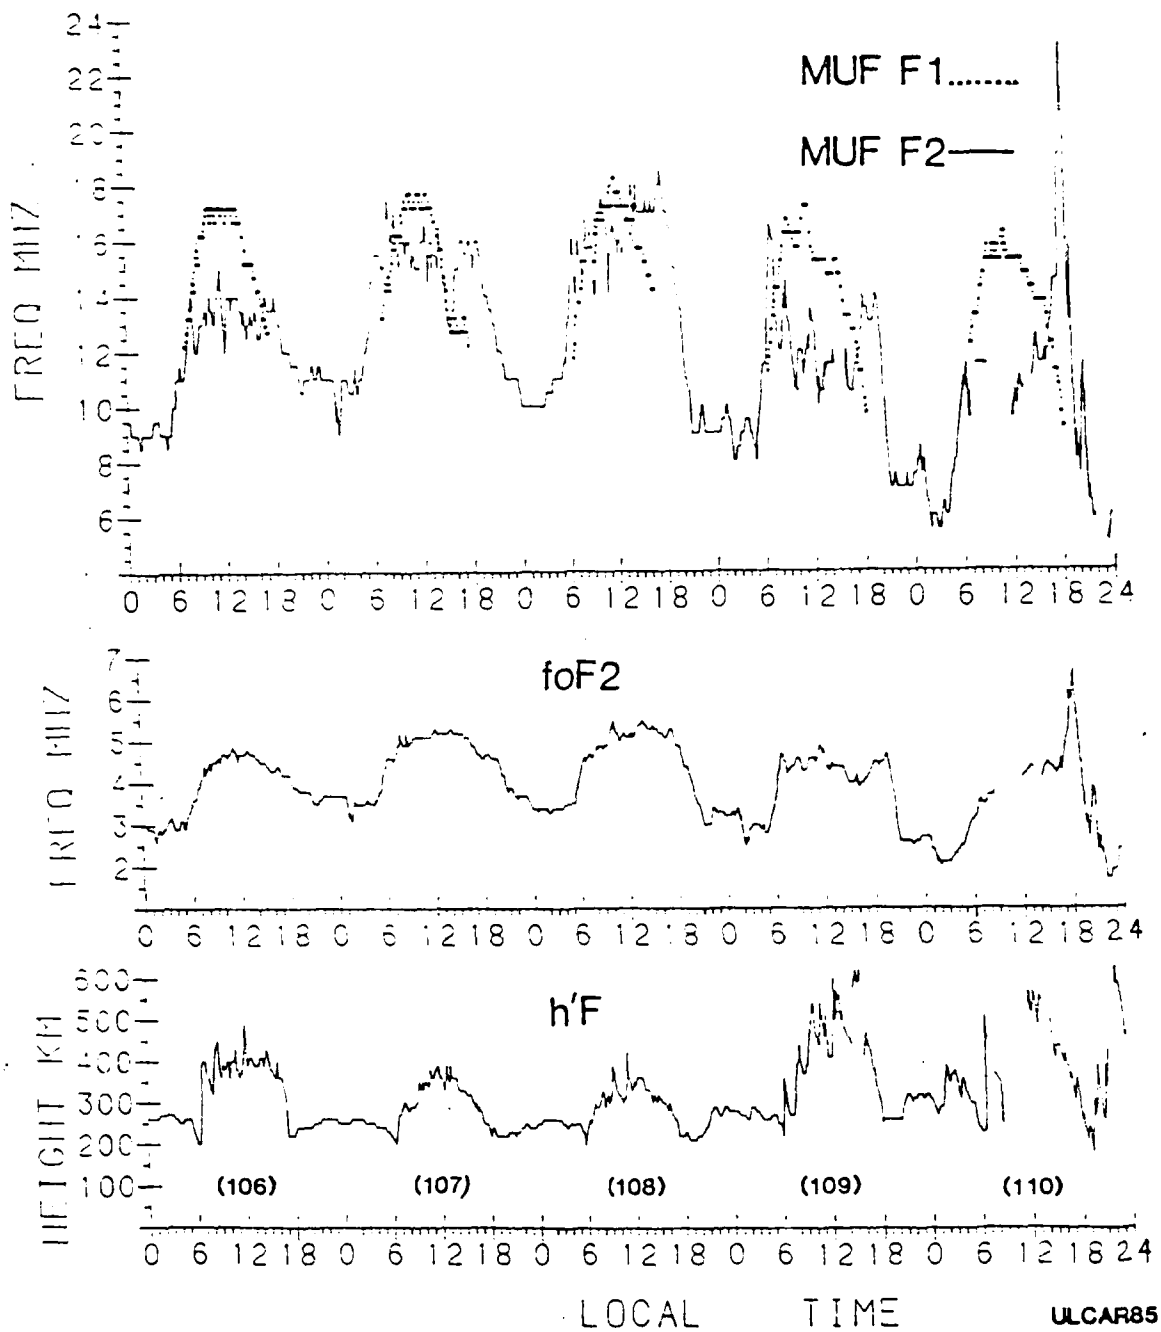 24
22
20
18
16
14
12
10
8
6
FREQ MHZ
MUF F1
MUF F2
0 6 12 18 0 6 12 18 0 6 12 18 0 6 12 18 0 6 12 18 24
7
6
5
4
3
2
FREQ MHZ
foF2
0 6 12 18 0 6 12 18 0 6 12 18 0 6 12 18 0 6 12 18 24
600
500
400
300
200
100
HEIGHT KM
h'F
(106) (107) (108) (109) (110)
0 6 12 18 0 6 12 18 0 6 12 18 0 6 12 18 0 6 12 18 24
LOCAL TIME
ULCAR85